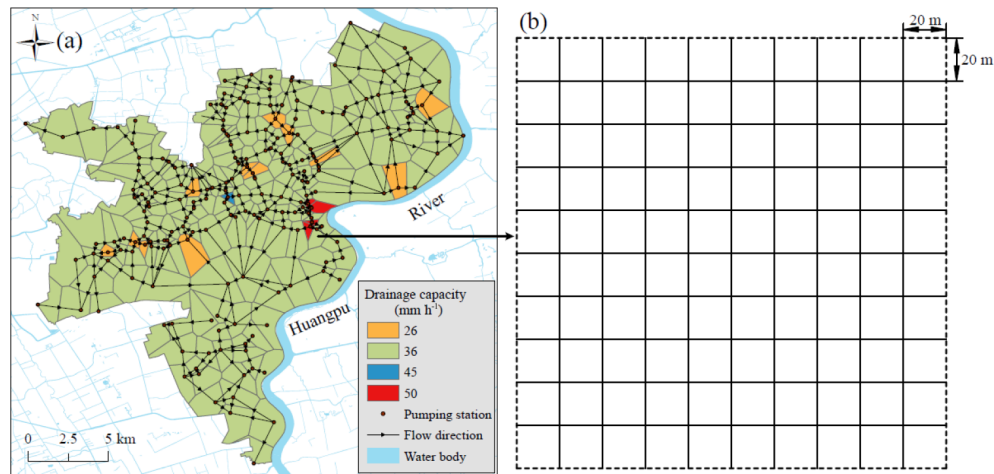 N
(a)
River
Huangpu
Drainage capacity
(mm h⁻¹)
26
36
45
50
Pumping station
Flow direction
Water body
0 2.5 5 km
(b)
20 m
20 m